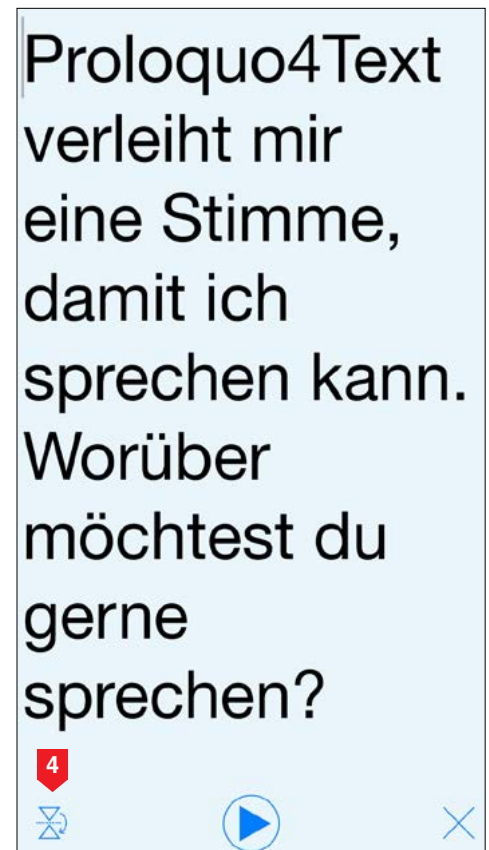 Proloquo4Text
verleiht mir
eine Stimme,
damit ich
sprechen kann.
Worüber
möchtest du
gerne
sprechen?
4